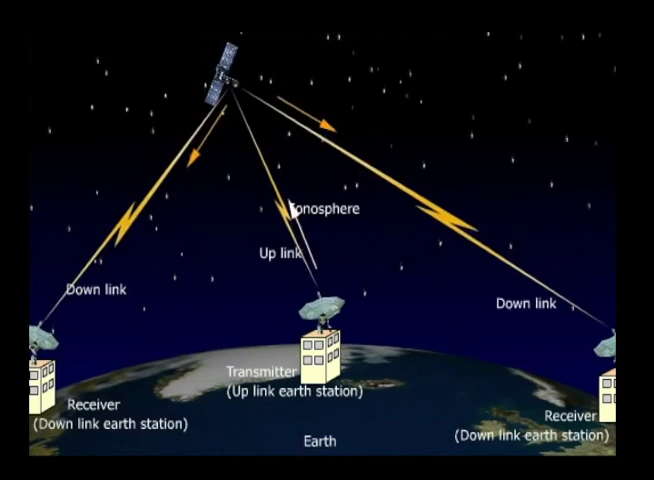 Ionosphere
Up link
Down link
Down link
Transmitter
(Up link earth station)
Receiver
(Down link earth station)
Receiver
(Down link earth station)
Earth